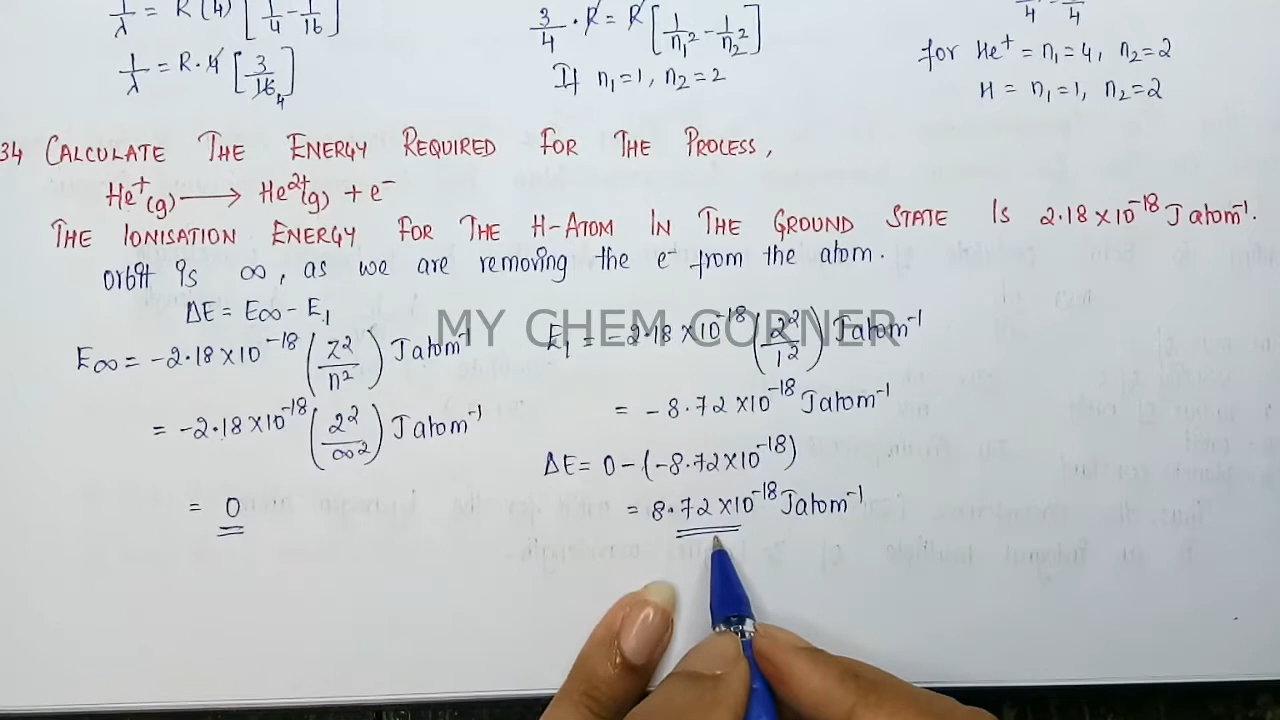 1/λ = R(4) [1/4 - 1/16]
1/λ = R·4 [3/16 4]
3/4 · R = R [1/n₁² - 1/n₂²]
If n₁=1, n₂=2
4 4
for He⁺ = n₁=4, n₂=2
H = n₁=1, n₂=2
34 CALCULATE THE ENERGY REQUIRED FOR THE PROCESS,
He⁺(g) ⟶ He²⁺(g) + e⁻
THE IONISATION ENERGY FOR THE H-ATOM IN THE GROUND STATE IS 2.18 × 10⁻¹⁸ J atom⁻¹.
orbit is ∞, as we are removing the e⁻ from the atom.
ΔE = E∞ - E₁
E∞ = -2.18 × 10⁻¹⁸ (Z²/n²) J atom⁻¹
= -2.18 × 10⁻¹⁸ (2²/∞²) J atom⁻¹
= 0
MY CHEM CORNER
E₁ = -2.18 × 10⁻¹⁸ (2²/1²) J atom⁻¹
= -8.72 × 10⁻¹⁸ J atom⁻¹
ΔE = 0 - (-8.72 × 10⁻¹⁸)
= 8.72 × 10⁻¹⁸ J atom⁻¹